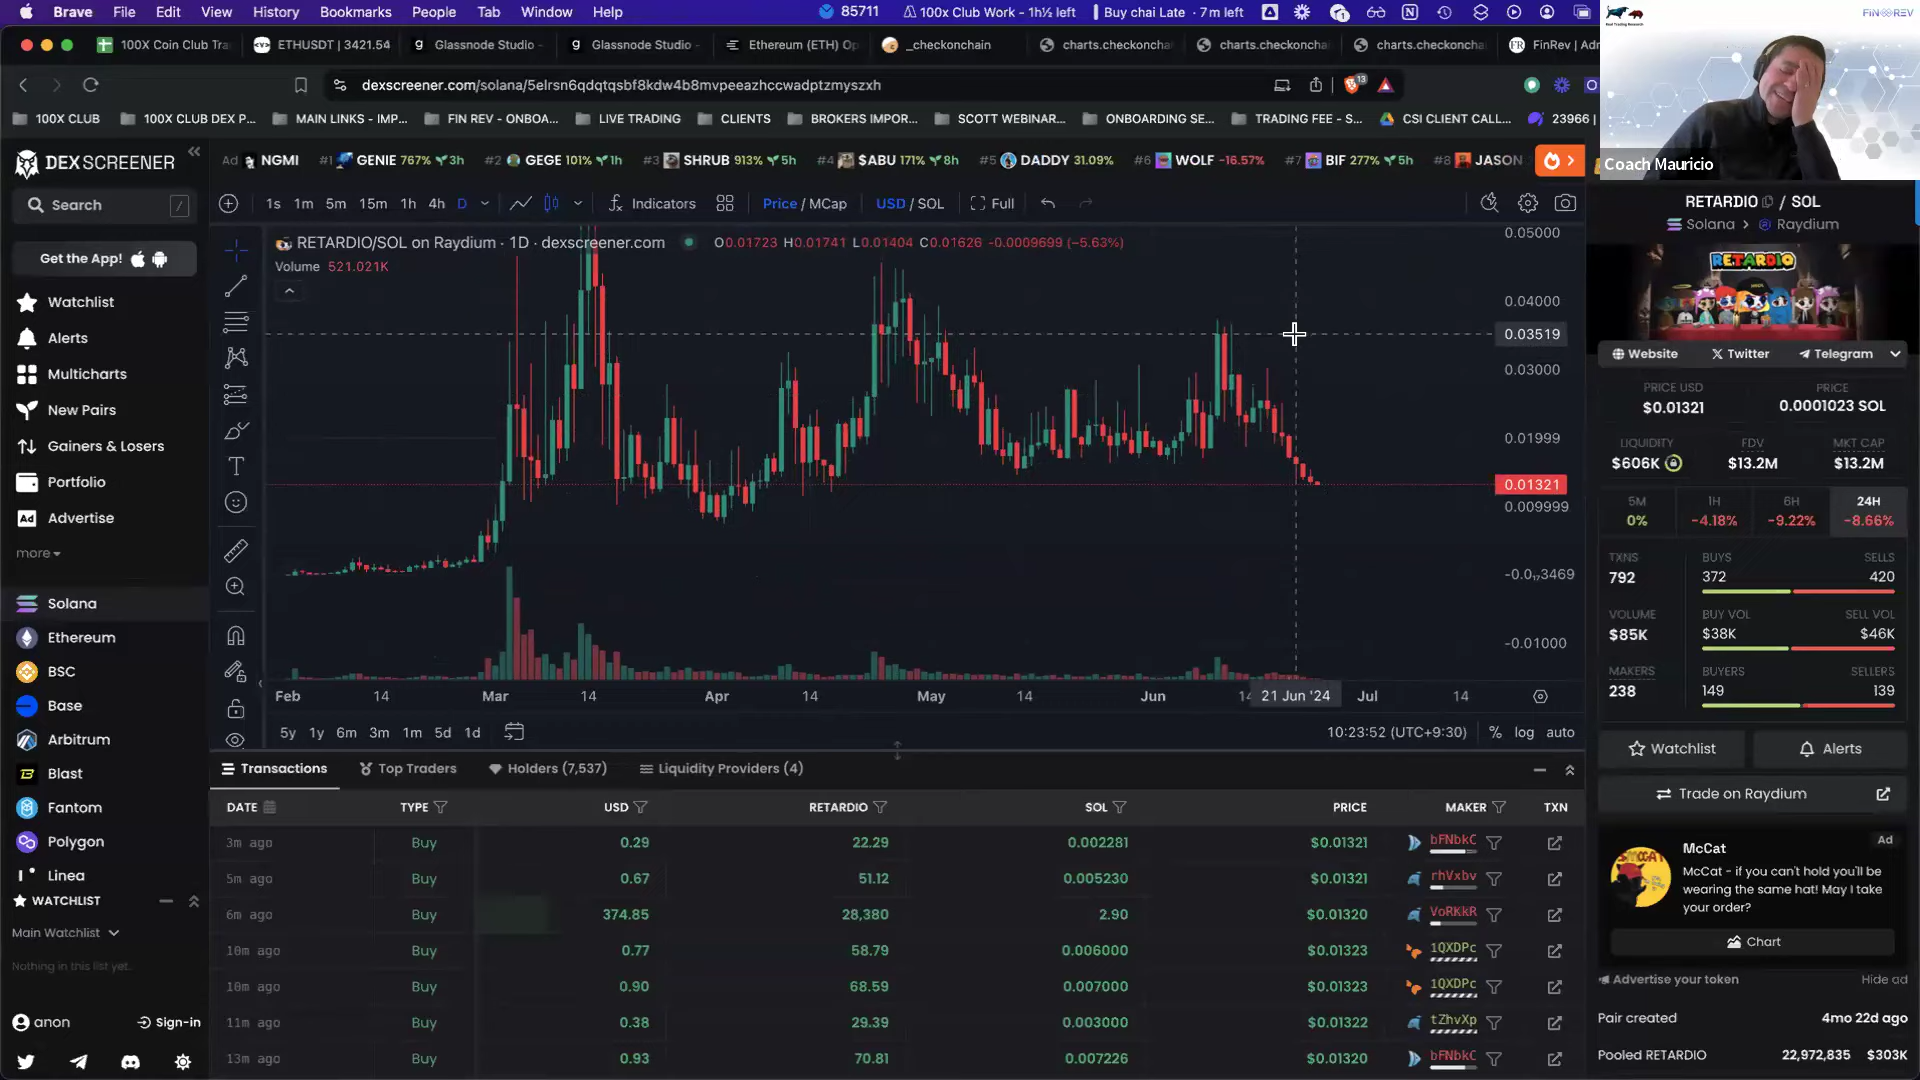 Brave File Edit View History Bookmarks People Tab Window Help
85711 100x Club Work - 1h½ left Buy chai Late - 7 m left
100X Coin Club Tra
ETHUSDT | 3421.54
Glassnode Studio -
Glassnode Studio -
Ethereum (ETH) Op
_checkonchain
charts.checkoncha
charts.checkoncha
charts.checkoncha
FinRev | Adm
dexscreener.com/solana/5elrsn6qdqtqsbf8kdw4b8mvpeeazhccwadptzmyszxh
13
100X CLUB
100X CLUB DEX P...
MAIN LINKS - IMP...
FIN REV - ONBOA...
LIVE TRADING
CLIENTS
BROKERS IMPOR...
SCOTT WEBINAR...
ONBOARDING SE...
TRADING FEE - S...
CSI CLIENT CALL...
23966
FIN REV
Coach Mauricio
DEX SCREENER
Search /
Get the App!
Watchlist
Alerts
Multicharts
New Pairs
Gainers & Losers
Portfolio
Ad Advertise
more
Solana
Ethereum
BSC
Base
Arbitrum
Blast
Fantom
Polygon
Linea
WATCHLIST
Main Watchlist
Nothing in this list yet.
anon Sign-in
Ad NGMI #1 GENIE 767% 3h #2 GEGE 101% 1h #3 SHRUB 913% 5h #4 $ABU 171% 8h #5 DADDY 31.09% #6 WOLF -16.57% #7 BIF 277% 5h #8 JASON
1s 1m 5m 15m 1h 4h D Indicators Price / MCap USD / SOL Full
RETARDIO/SOL on Raydium · 1D · dexscreener.com O0.01723 H0.01741 L0.01404 C0.01626 -0.0009699 (-5.63%)
Volume 521.021K
0.05000
0.04000
0.03519
0.03000
0.01999
0.01321
0.009999
-0.0₁₇3469
-0.01000
Feb 14 Mar 14 Apr 14 May 14 Jun 14 21 Jun '24 Jul 14
5y 1y 6m 3m 1m 5d 1d 10:23:52 (UTC+9:30) % log auto
Transactions Top Traders Holders (7,537) Liquidity Providers (4)
DATE TYPE USD RETARDIO SOL PRICE MAKER TXN
3m ago Buy 0.29 22.29 0.002281 $0.01321 bFNbkC
5m ago Buy 0.67 51.12 0.005230 $0.01321 rhVxbv
6m ago Buy 374.85 28,380 2.90 $0.01320 VoRKkR
10m ago Buy 0.77 58.79 0.006000 $0.01323 1QXDPc
10m ago Buy 0.90 68.59 0.007000 $0.01323 1QXDPc
11m ago Buy 0.38 29.39 0.003000 $0.01322 tZhvXp
13m ago Buy 0.93 70.81 0.007226 $0.01320 bFNbkC
RETARDIO / SOL
Solana > Raydium
RETARDIO
Website Twitter Telegram
PRICE USD PRICE
$0.01321 0.0001023 SOL
LIQUIDITY FDV MKT CAP
$606K $13.2M $13.2M
5M 1H 6H 24H
0% -4.18% -9.22% -8.66%
TXNS BUYS SELLS
792 372 420
VOLUME BUY VOL SELL VOL
$85K $38K $46K
MAKERS BUYERS SELLERS
238 149 139
Watchlist Alerts
Trade on Raydium
McCat Ad
McCat - if you can't hold you'll be
wearing the same hat! May I take
your order?
Chart
Advertise your token Hide ad
Pair created 4mo 22d ago
Pooled RETARDIO 22,972,835 $303K